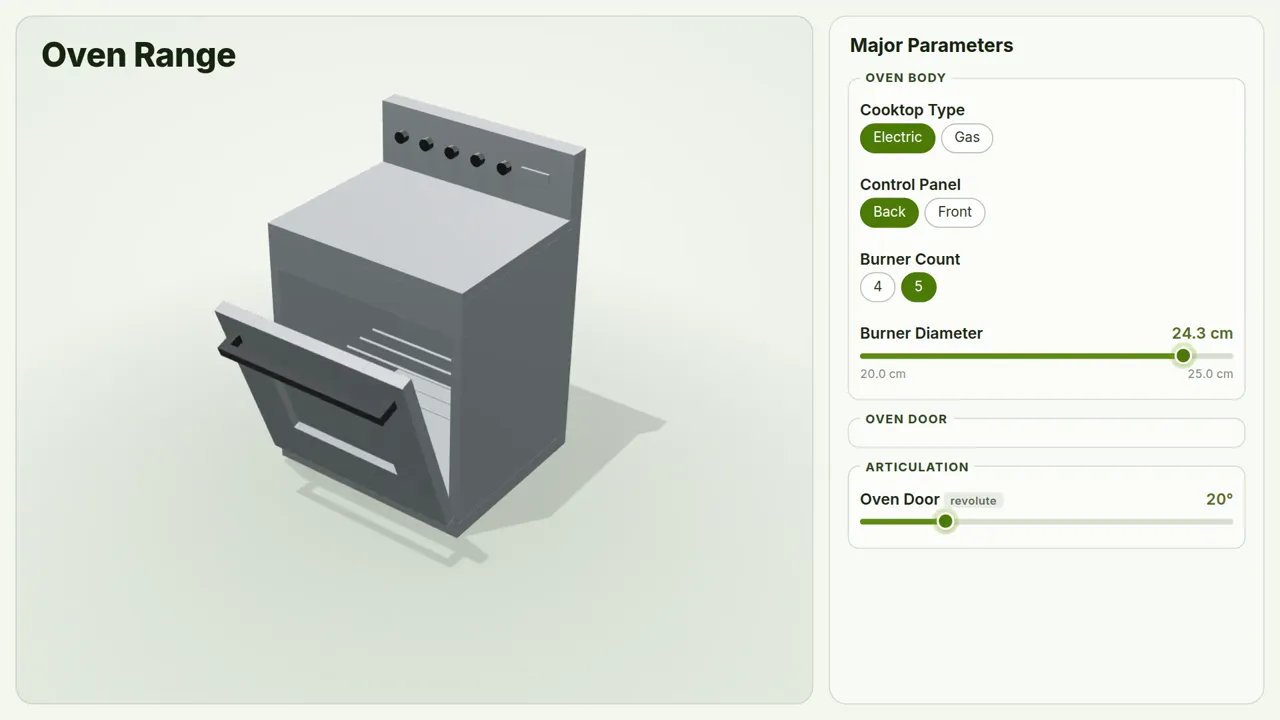 Oven Range
Major Parameters
OVEN BODY
Cooktop Type
Electric Gas
Control Panel
Back Front
Burner Count
4 5
Burner Diameter 24.3 cm
20.0 cm 25.0 cm
OVEN DOOR
ARTICULATION
Oven Door revolute 20°